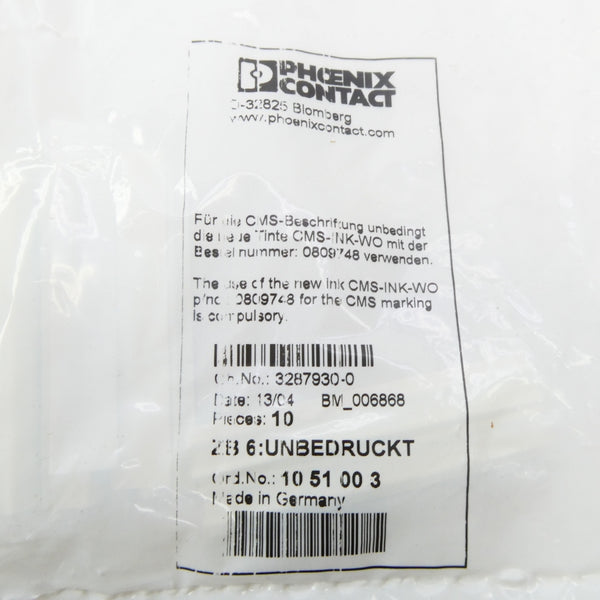 PHOENIX
CONTACT
D-32825 Blomberg
www.phoenixcontact.com
Für die CMS-Beschriftung unbedingt
die neue Tinte CMS-INK-WO mit der
Bestellnummer: 0809748 verwenden.
The use of the new ink CMS-INK-WO
p/no.: 0809748 for the CMS marking
is compulsory.
Ch.No.: 3287930-0
Date: 13/04 BM_006868
Pieces: 10
ZB 6:UNBEDRUCKT
Ord.No.: 10 51 00 3
Made in Germany